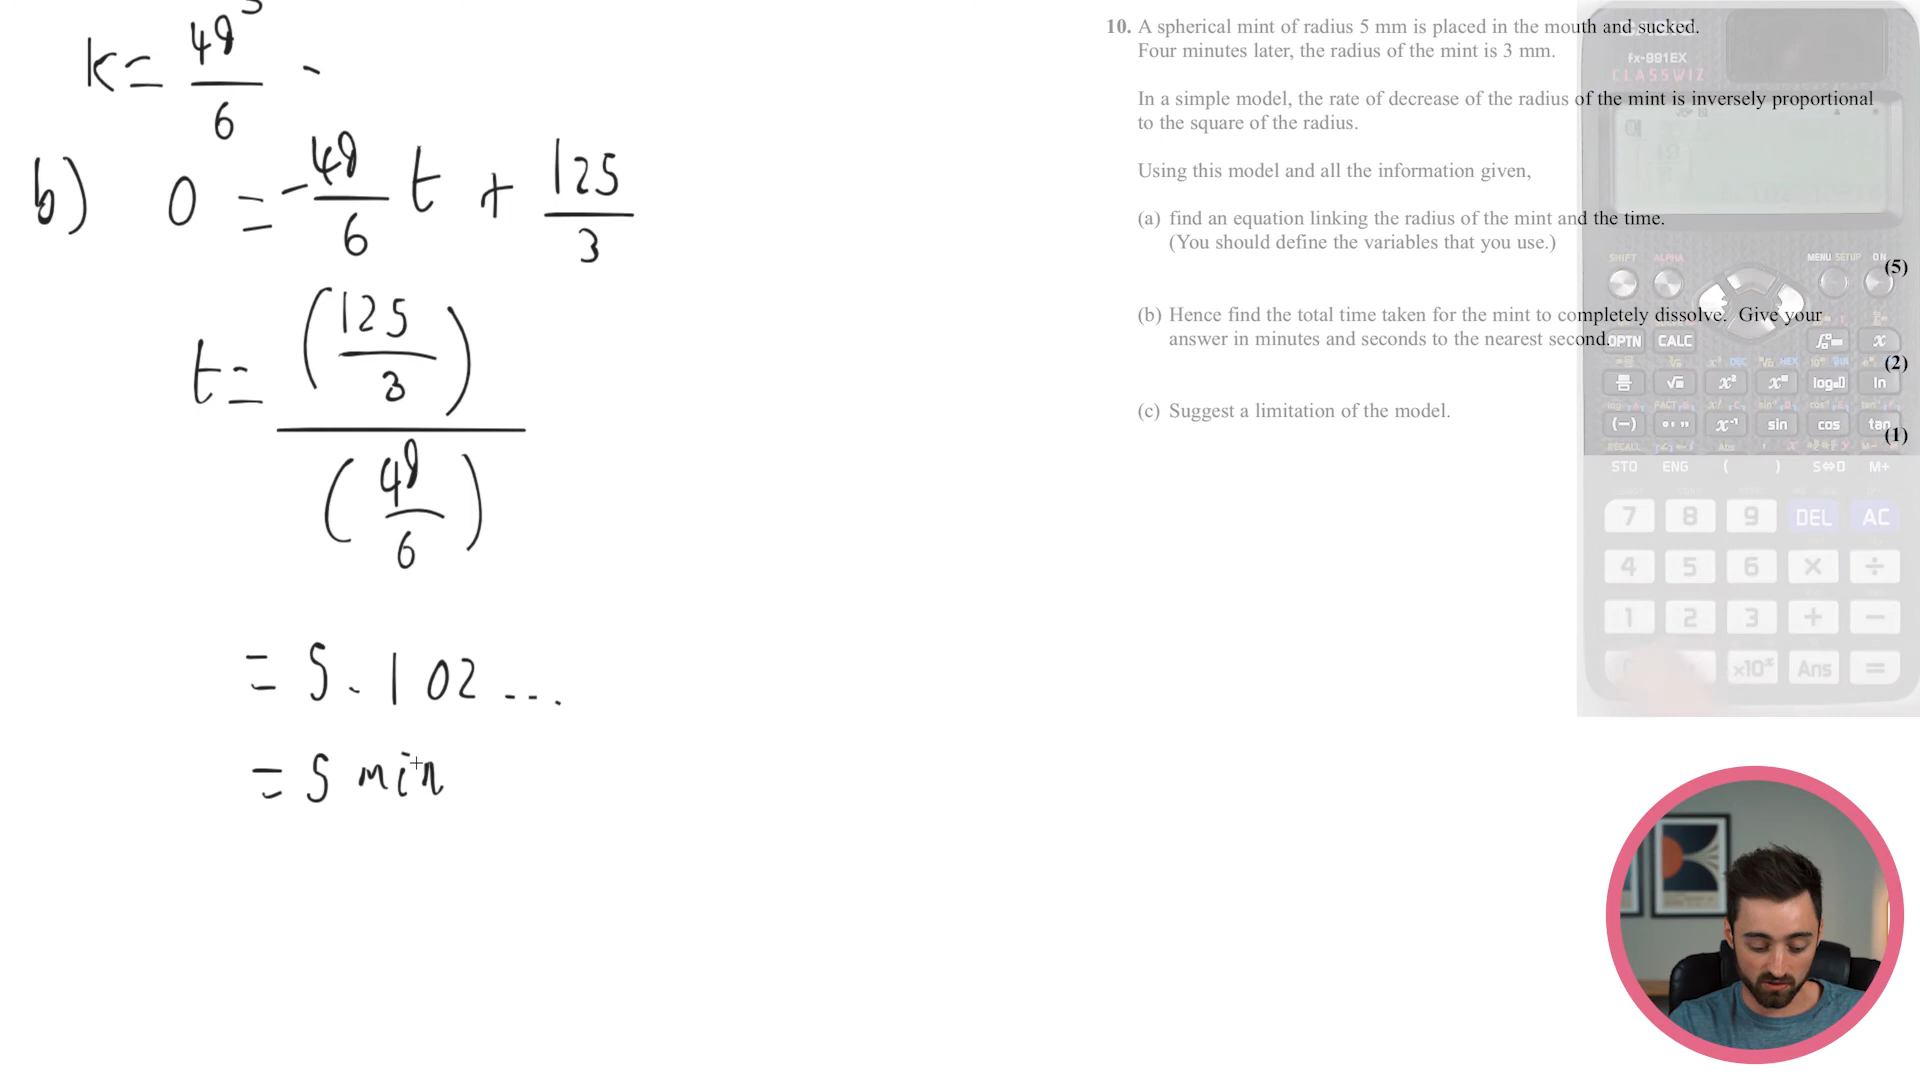 k = 49/6
b) 0 = -49/6 t + 125/3
t = (125/3)/(49/6)
= 5.102...
= 5 min
10. A spherical mint of radius 5 mm is placed in the mouth and sucked.
Four minutes later, the radius of the mint is 3 mm.
In a simple model, the rate of decrease of the radius of the mint is inversely proportional
to the square of the radius.
Using this model and all the information given,
(a) find an equation linking the radius of the mint and the time.
(You should define the variables that you use.)
(5)
(b) Hence find the total time taken for the mint to completely dissolve. Give your
answer in minutes and seconds to the nearest second.
(2)
(c) Suggest a limitation of the model.
(1)
fx-991EX
CLASSWIZ
SHIFT ALPHA MENU SETUP ON
OPTN CALC x
√ x² log ln
(−) x⁻¹ sin cos tan
STO ENG ( ) S⇔D M+
7 8 9 DEL AC
4 5 6 × ÷
1 2 3 + −
×10ˣ Ans =